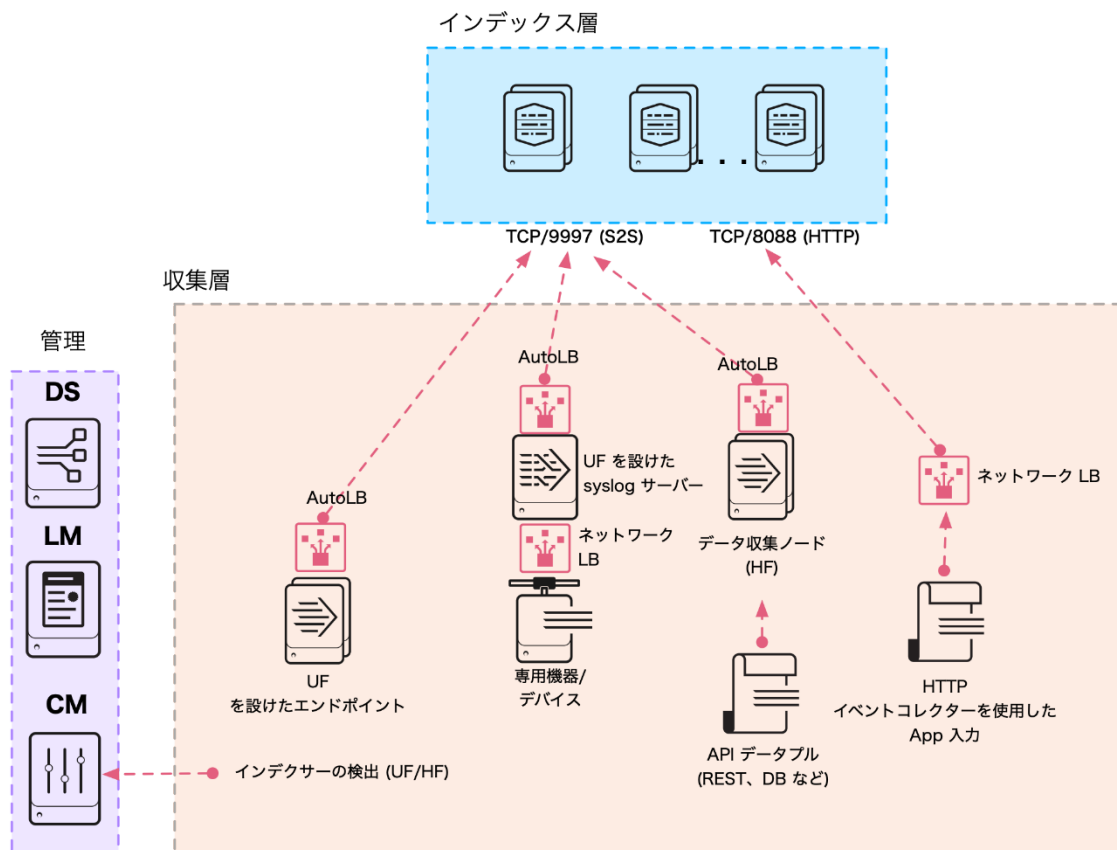 インデックス層
TCP/9997 (S2S)
TCP/8088 (HTTP)
収集層
管理
DS
LM
CM
AutoLB
UF
を設けたエンドポイント
AutoLB
UF を設けた
syslog サーバー
ネットワーク
LB
専用機器/
デバイス
AutoLB
データ収集ノード
(HF)
API データプル
(REST、DB など)
ネットワーク LB
HTTP
イベントコレクターを使用した
App 入力
インデクサーの検出 (UF/HF)